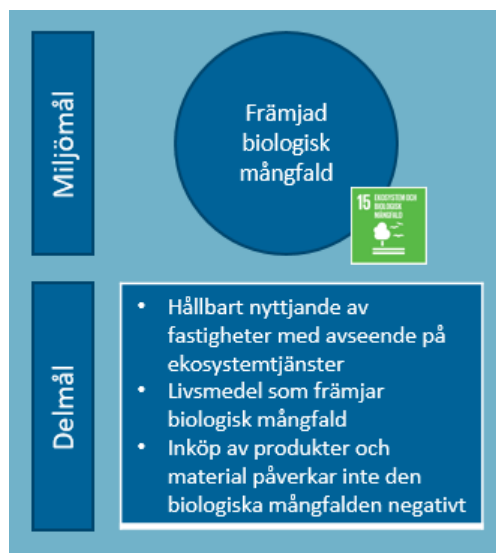 Miljömål
Främjad
biologisk
mångfald
15 EKOSYSTEM OCH
BIOLOGISK
MÅNGFALD
Delmål
• Hållbart nyttjande av
fastigheter med avseende på
ekosystemtjänster
• Livsmedel som främjar
biologisk mångfald
• Inköp av produkter och
material påverkar inte den
biologiska mångfalden negativt